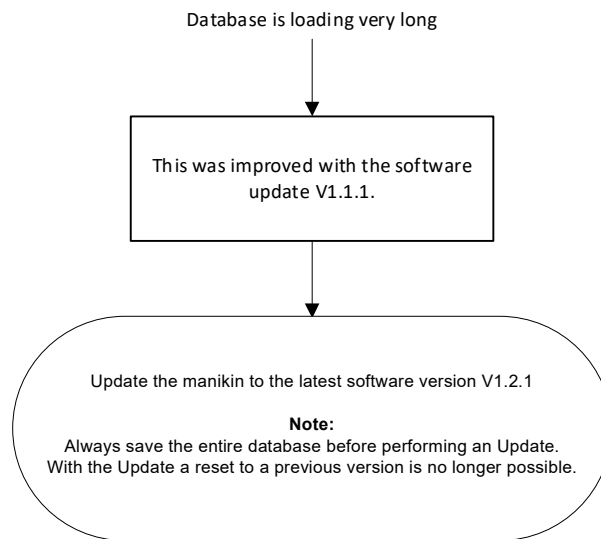 Database is loading very long
This was improved with the software
update V1.1.1.
Update the manikin to the latest software version V1.2.1
Note:
Always save the entire database before performing an Update.
With the Update a reset to a previous version is no longer possible.